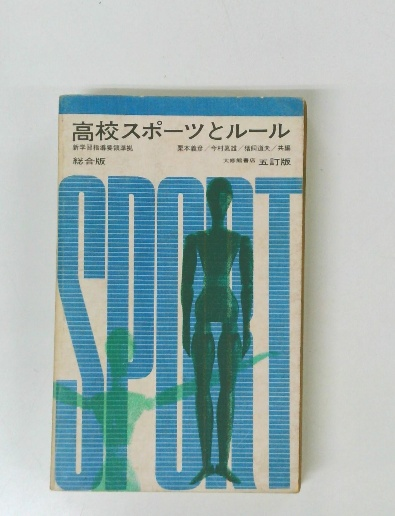 高校スポーツとルール
新学習指導要領準拠
栗本義彦／今村嘉雄／信岡道夫／共編
総合版
大修館書店 五訂版
SPORT